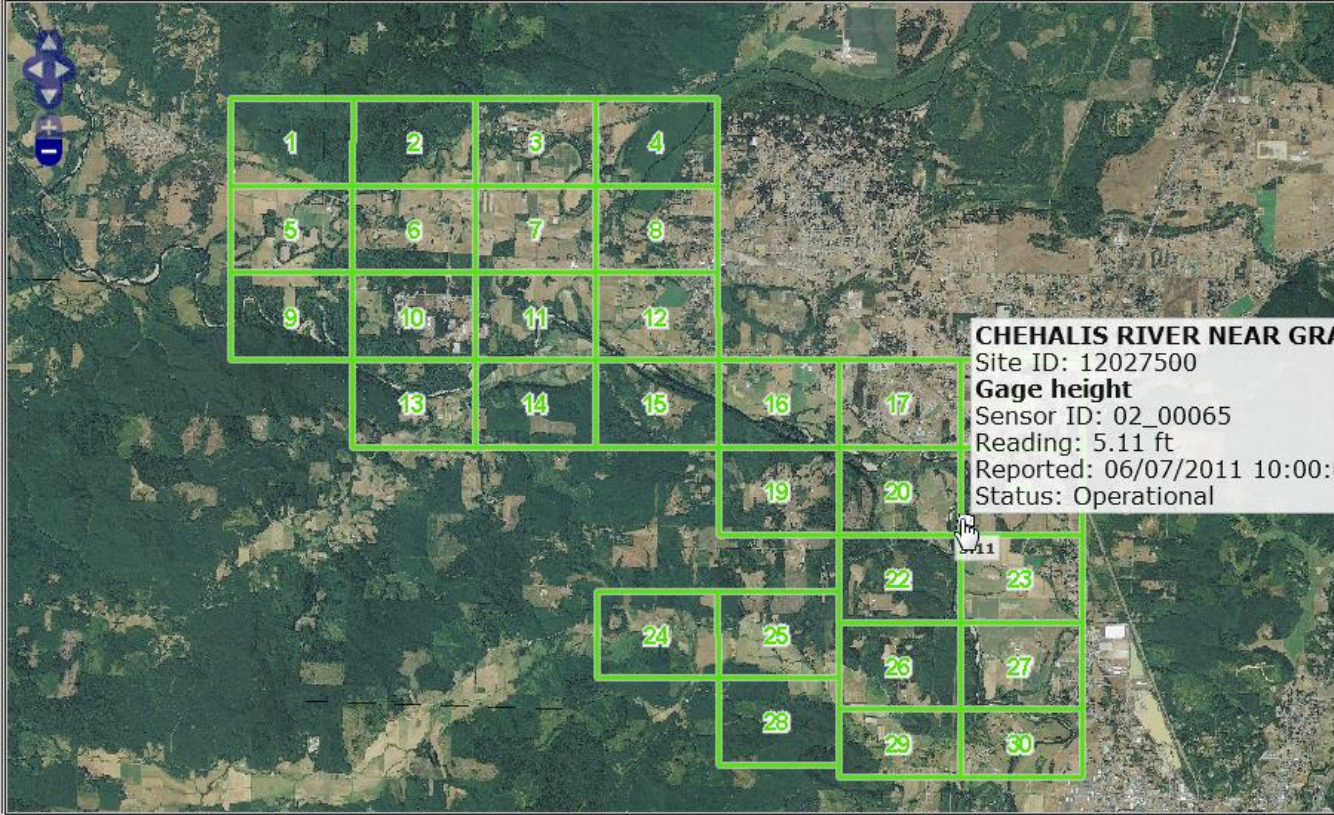 1 2 3 4
5 6 7 8
9 10 11 12
CHEHALIS RIVER NEAR GRA
Site ID: 12027500
Gage height
Sensor ID: 02_00065
Reading: 5.11 ft
Reported: 06/07/2011 10:00:
Status: Operational
13 14 15 16 17
19 20
22 23
24 25
26 27
28
29 30